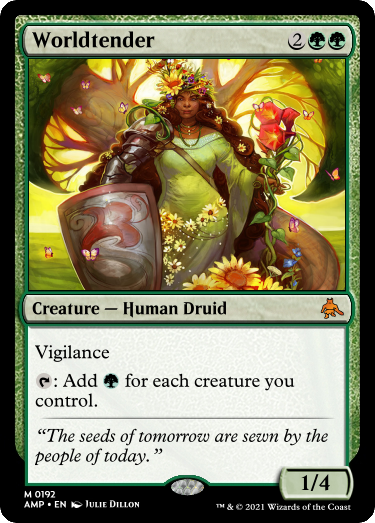 Worldtender 2
Creature — Human Druid
Vigilance
: Add for each creature you
control.
“The seeds of tomorrow are sewn by the
people of today.”
1/4
M 0192
AMP • EN JULIE DILLON
™ & © 2021 Wizards of the Coast